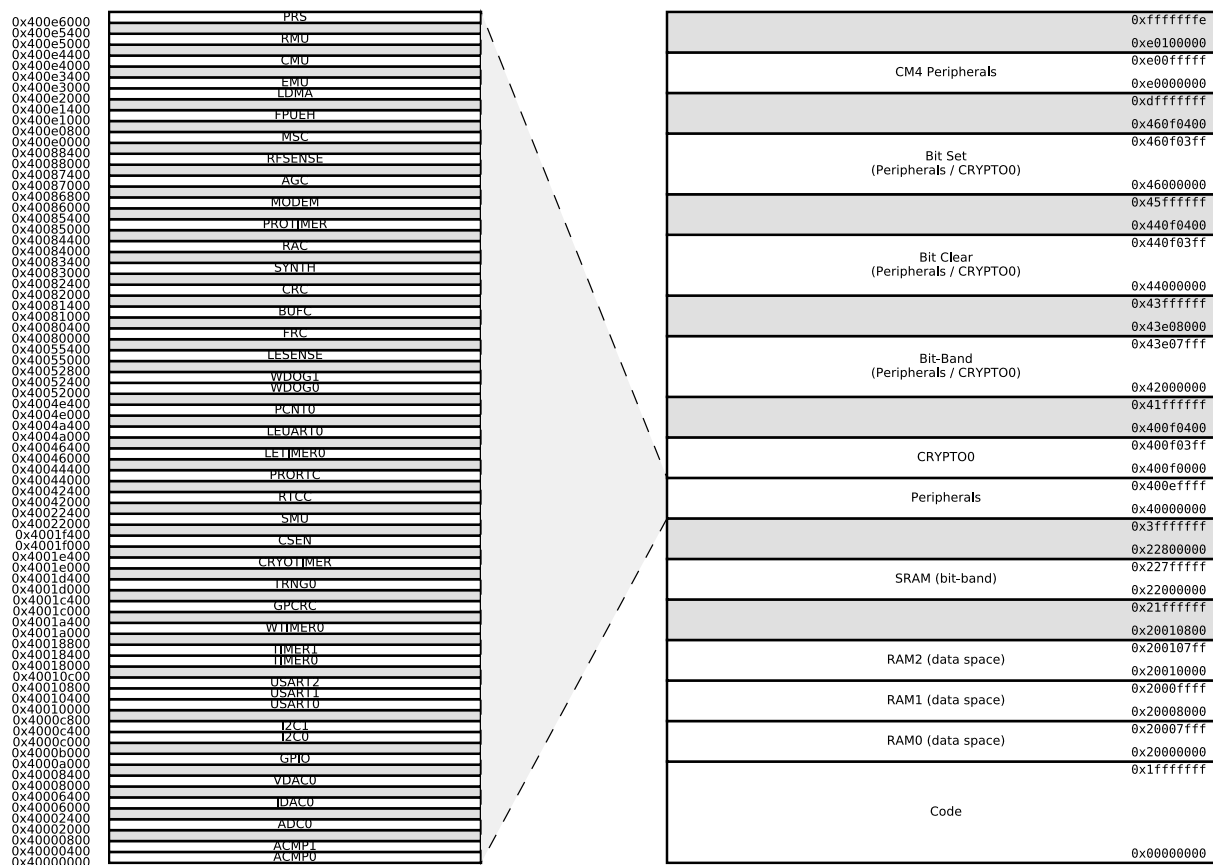 0x400e6000
0x400e5400
0x400e5000
0x400e4400
0x400e4000
0x400e3400
0x400e3000
0x400e2000
0x400e1400
0x400e1000
0x400e0800
0x400e0000
0x40088400
0x40088000
0x40087400
0x40087000
0x40086800
0x40086000
0x40085400
0x40085000
0x40084400
0x40084000
0x40083400
0x40083000
0x40082400
0x40082000
0x40081400
0x40081000
0x40080400
0x40080000
0x40055400
0x40055000
0x40052800
0x40052400
0x40052000
0x4004e400
0x4004e000
0x4004a400
0x4004a000
0x40046400
0x40046000
0x40044400
0x40044000
0x40042400
0x40042000
0x40022400
0x40022000
0x4001f400
0x4001f000
0x4001e400
0x4001e000
0x4001d400
0x4001d000
0x4001c400
0x4001c000
0x4001a400
0x4001a000
0x40018800
0x40018400
0x40018000
0x40010c00
0x40010800
0x40010400
0x40010000
0x4000c800
0x4000c400
0x4000c000
0x4000b000
0x4000a000
0x40008400
0x40008000
0x40006400
0x40006000
0x40002400
0x40002000
0x40000800
0x40000400
0x40000000
PRS
RMU
CMU
EMU
LDMA
FPUEH
MSC
RFSENSE
AGC
MODEM
PROTIMER
RAC
SYNTH
CRC
BUFC
FRC
LESENSE
WDOG1
WDOG0
PCNT0
LEUART0
LETIMER0
PRORTC
RTCC
SMU
CSEN
CRYOTIMER
TRNG0
GPCRC
WTIMER0
TIMER1
TIMER0
USART2
USART1
USART0
I2C1
I2C0
GPIO
VDAC0
IDAC0
ADC0
ACMP1
ACMP0
0xfffffffe
0xe0100000
0xe00fffff
CM4 Peripherals
0xe0000000
0xdfffffff
0x460f0400
0x460f03ff
Bit Set
(Peripherals / CRYPTO0)
0x46000000
0x45ffffff
0x440f0400
0x440f03ff
Bit Clear
(Peripherals / CRYPTO0)
0x44000000
0x43ffffff
0x43e08000
0x43e07fff
Bit-Band
(Peripherals / CRYPTO0)
0x42000000
0x41ffffff
0x400f0400
0x400f03ff
CRYPTO0
0x400f0000
0x400effff
Peripherals
0x40000000
0x3fffffff
0x22800000
0x227fffff
SRAM (bit-band)
0x22000000
0x21ffffff
0x20010800
0x200107ff
RAM2 (data space)
0x20010000
0x2000ffff
RAM1 (data space)
0x20008000
0x20007fff
RAM0 (data space)
0x20000000
0x1fffffff
Code
0x00000000